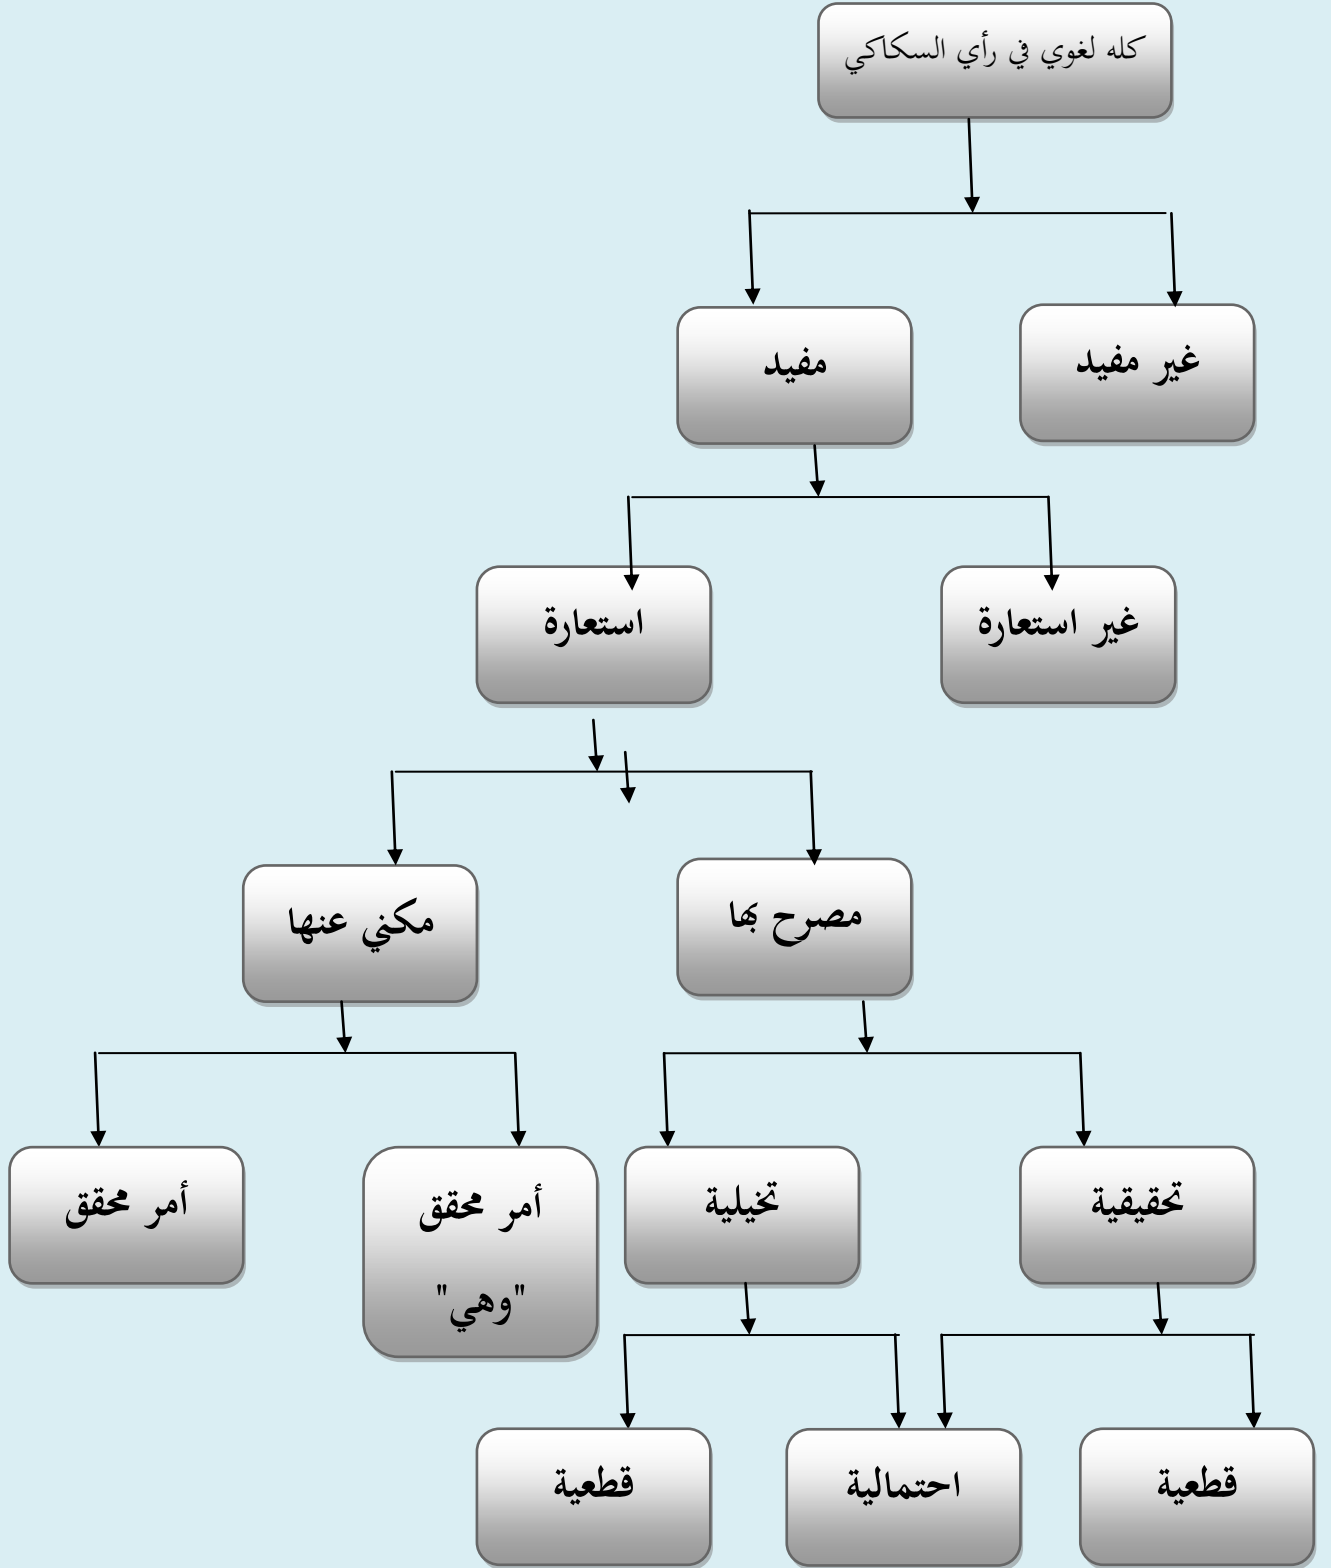 كله لغوي في رأي السكاكي
غير مفيد
مفيد
غير استعارة
استعارة
مصرح بها
مكني عنها
تحقيقية
تخيلية
أمر محقق
"وهي"
أمر محقق
قطعية
احتمالية
قطعية